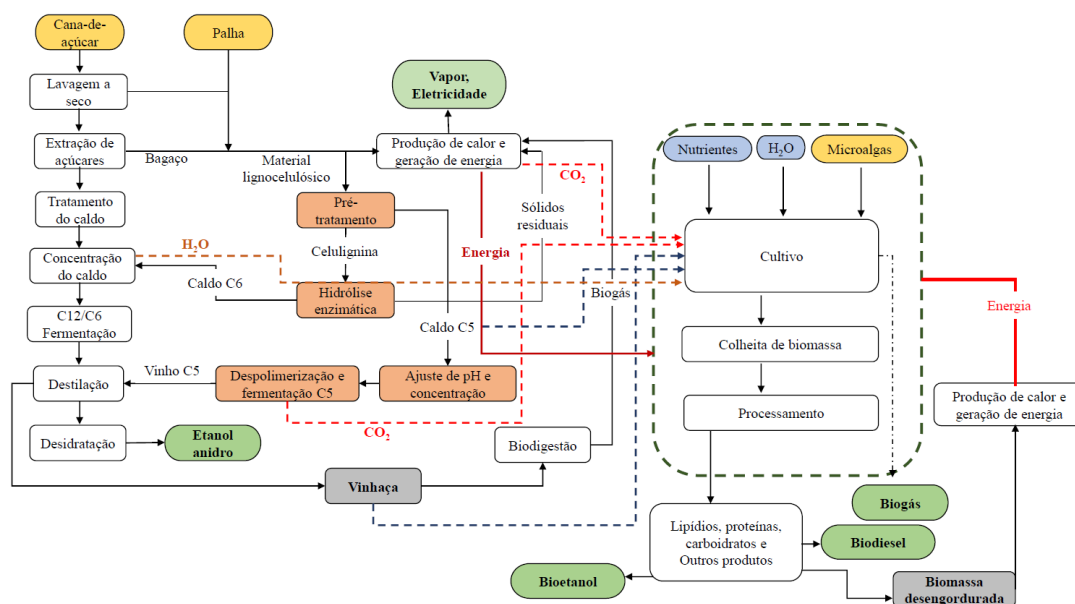 Cana-de-
açúcar
Palha
Lavagem a
seco
Vapor,
Eletricidade
Extração de
açúcares
Bagaço
Material
lignocelulósico
Produção de calor e
geração de energia
CO2
Nutrientes
H2O
Microalgas
Tratamento
do caldo
Pré-
tratamento
Sólidos
residuais
H2O
Celulignina
Energia
Cultivo
Concentração
do caldo
Caldo C6
Hidrólise
enzimática
Biogás
Energia
C12/C6
Fermentação
Caldo C5
Colheita de biomassa
Vinho C5
Destilação
Despolimerização e
fermentação C5
Ajuste de pH e
concentração
Processamento
Produção de calor e
geração de energia
CO2
Desidratação
Etanol
anidro
Biodigestão
Vinhaça
Biogás
Lipídios, proteínas,
carboidratos e
Outros produtos
Biodiesel
Bioetanol
Biomassa
desengordurada